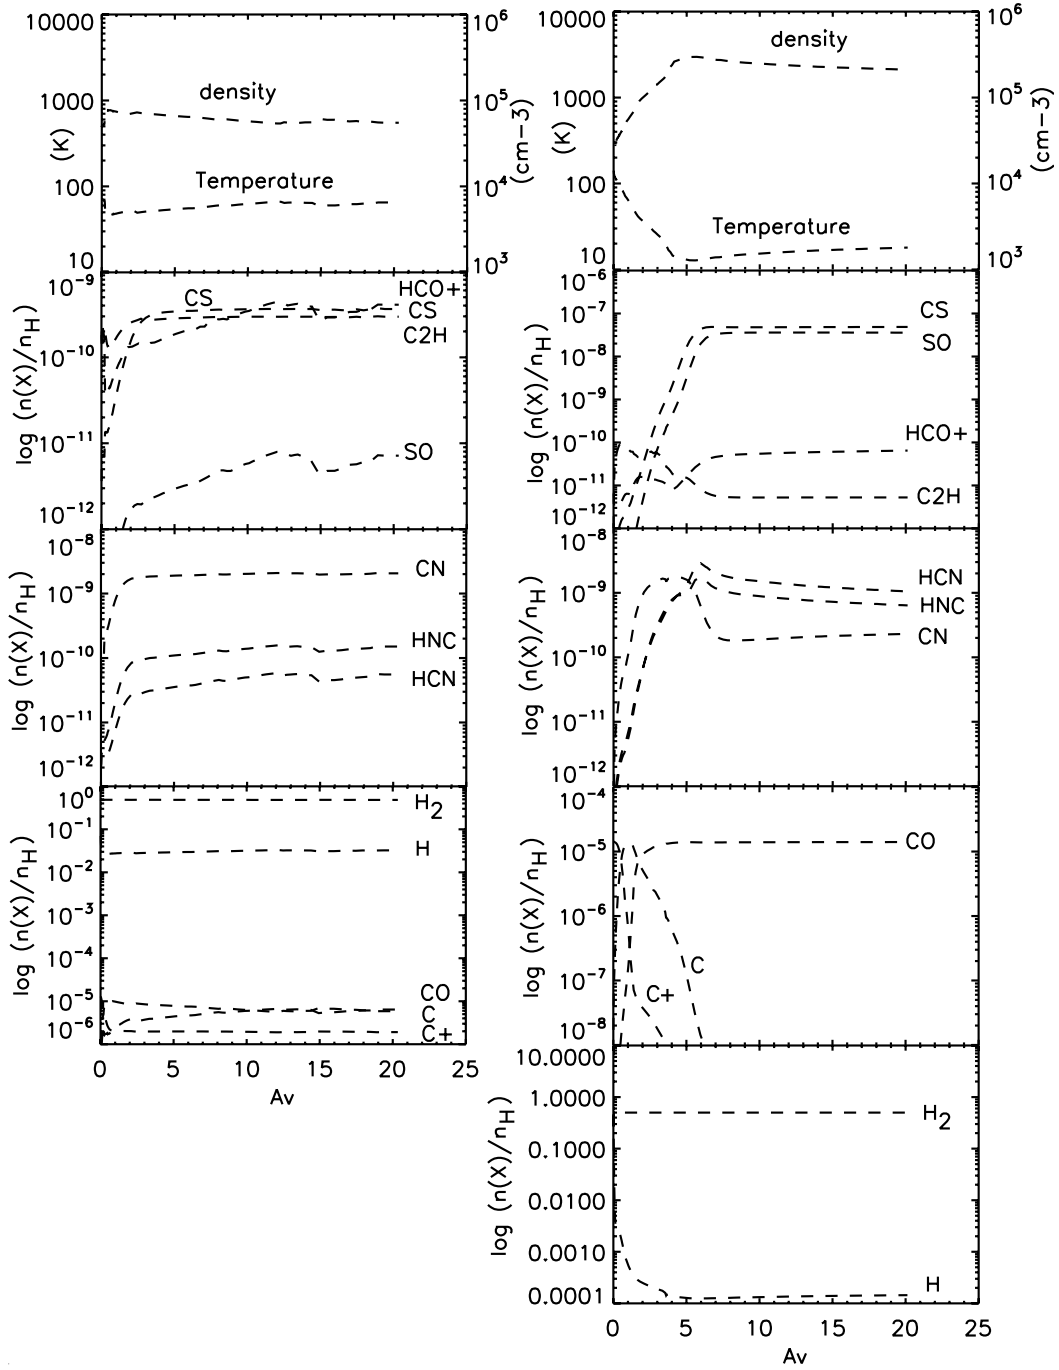 10000
1000
100
10
(K)
density
Temperature
10^6
10^5
10^4
10^3
(cm-3)
10^-9
10^-10
10^-11
10^-12
log (n(X)/n_H)
CS
HCO+
CS
C2H
SO
10^-8
10^-9
10^-10
10^-11
10^-12
log (n(X)/n_H)
CN
HNC
HCN
10^0
10^-1
10^-2
10^-3
10^-4
10^-5
10^-6
log (n(X)/n_H)
H_2
H
CO
C
C+
0 5 10 15 20 25
Av
10000
1000
100
10
(K)
density
Temperature
10^6
10^5
10^4
10^3
(cm-3)
10^-6
10^-7
10^-8
10^-9
10^-10
10^-11
10^-12
log (n(X)/n_H)
CS
SO
HCO+
C2H
10^-8
10^-9
10^-10
10^-11
10^-12
log (n(X)/n_H)
HCN
HNC
CN
10^-4
10^-5
10^-6
10^-7
10^-8
log (n(X)/n_H)
CO
C
C+
10.0000
1.0000
0.1000
0.0100
0.0010
0.0001
log (n(X)/n_H)
H_2
H
0 5 10 15 20 25
Av